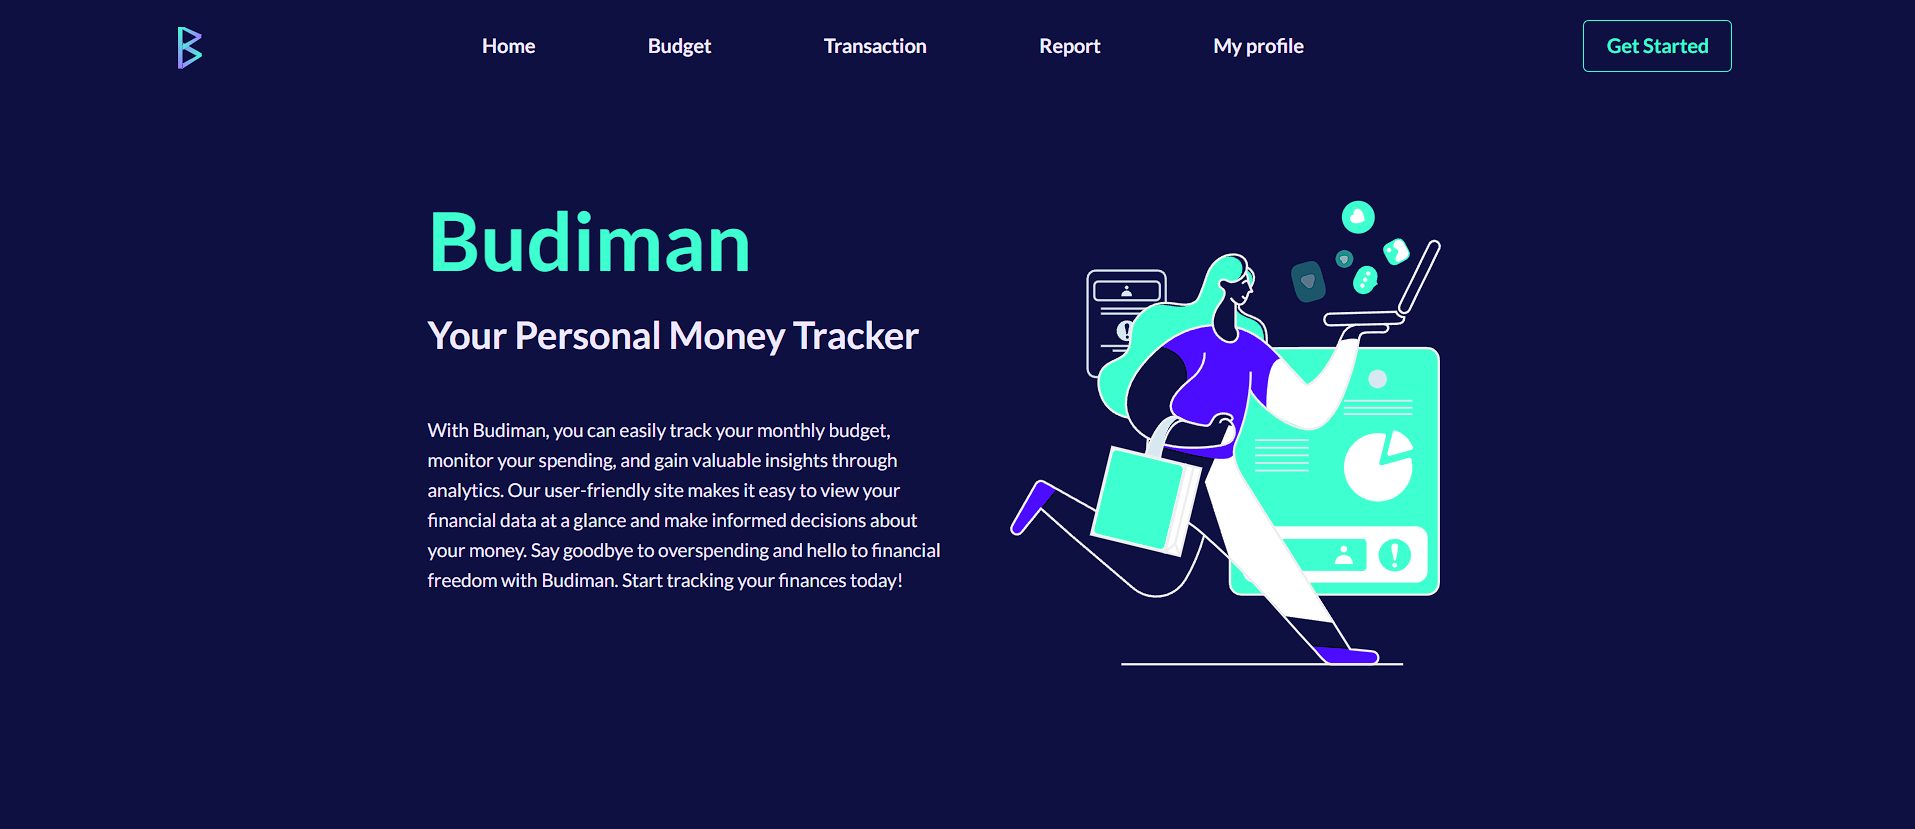 B
Home Budget Transaction Report My profile Get Started
Budiman
Your Personal Money Tracker
With Budiman, you can easily track your monthly budget,
monitor your spending, and gain valuable insights through
analytics. Our user-friendly site makes it easy to view your
financial data at a glance and make informed decisions about
your money. Say goodbye to overspending and hello to financial
freedom with Budiman. Start tracking your finances today!